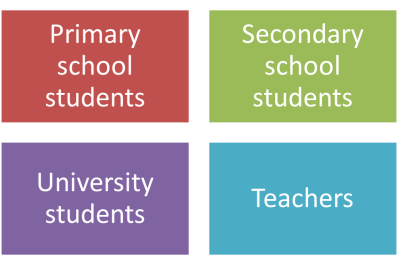 Primary
school
students
Secondary
school
students
University
students
Teachers